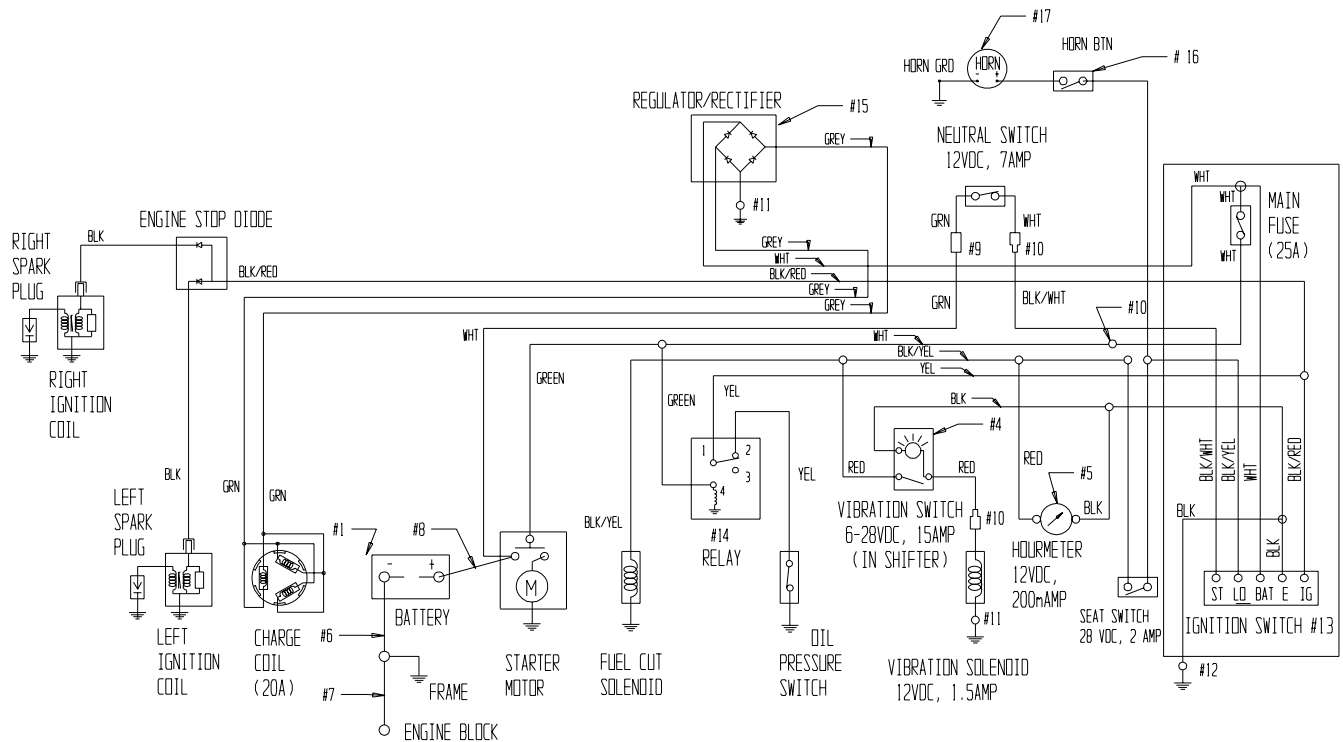 #17
HORN BTN
# 16
HORN GRD
HORN
- +
REGULATOR/RECTIFIER
#15
GREY
NEUTRAL SWITCH
12VDC, 7AMP
#11
WHT
WHT
MAIN
FUSE
(25A)
WHT
ENGINE STOP DIODE
GRN
WHT
#9
#10
RIGHT
SPARK
PLUG
BLK
BLK/RED
GREY
WHT
BLK/RED
GREY
GREY
GRN
BLK/WHT
#10
WHT
WHT
BLK/YEL
YEL
BLK
RIGHT
IGNITION
COIL
GREEN
GREEN
YEL
1
2
3
4
#14
RELAY
YEL
#4
RED
RED
RED
#5
BLK
BLK/WHT
BLK/YEL
WHT
BLK/RED
BLK
BLK
BLK
GRN
GRN
LEFT
SPARK
PLUG
#1
#8
BLK/YEL
VIBRATION SWITCH
6-28VDC, 15AMP
(IN SHIFTER)
#10
HOURMETER
12VDC,
200mAMP
- +
BATTERY
M
#11
SEAT SWITCH
28 VDC, 2 AMP
ST LO BAT E IG
IGNITION SWITCH #13
LEFT
IGNITION
COIL
CHARGE
COIL
(20A)
#6
#7
FRAME
ENGINE BLOCK
STARTER
MOTOR
FUEL CUT
SOLENOID
OIL
PRESSURE
SWITCH
VIBRATION SOLENOID
12VDC, 1.5AMP
#12